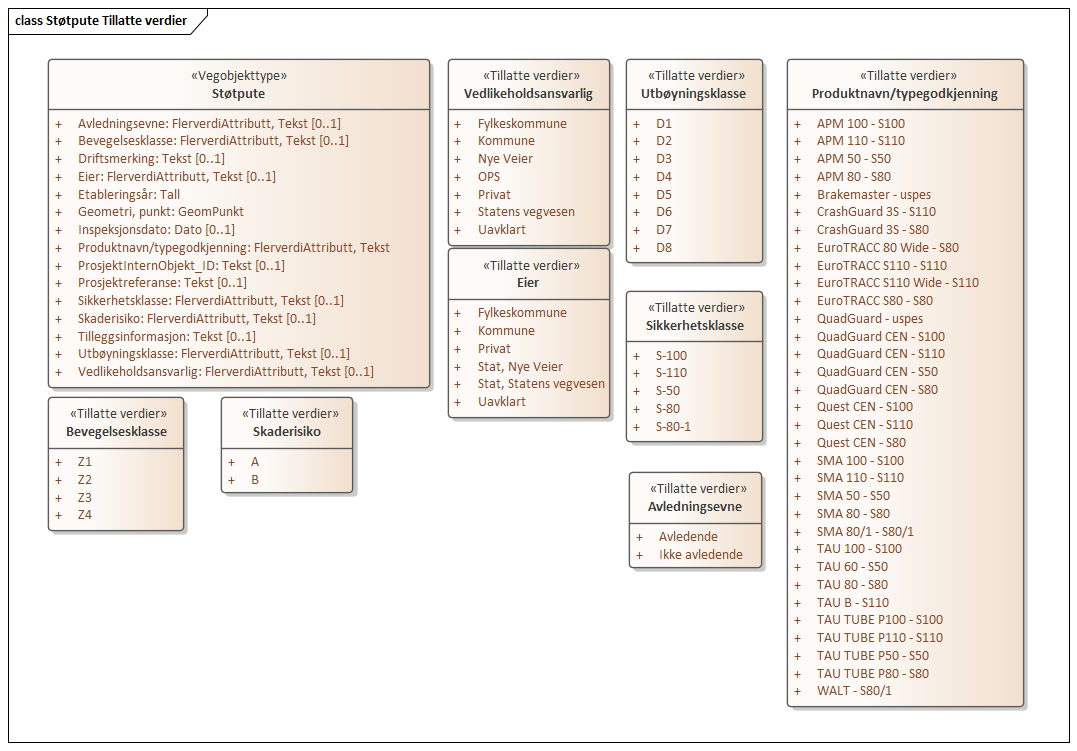 class Støtpute Tillatte verdier
«Vegobjekttype»
Støtpute
+ Avledningsevne: FlerverdiAttributt, Tekst [0..1]
+ Bevegelsesklasse: FlerverdiAttributt, Tekst [0..1]
+ Driftsmerking: Tekst [0..1]
+ Eier: FlerverdiAttributt, Tekst [0..1]
+ Etableringsår: Tall
+ Geometri, punkt: GeomPunkt
+ Inspeksjonsdato: Dato [0..1]
+ Produktnavn/typegodkjenning: FlerverdiAttributt, Tekst
+ ProsjektInternObjekt_ID: Tekst [0..1]
+ Prosjektreferanse: Tekst [0..1]
+ Sikkerhetsklasse: FlerverdiAttributt, Tekst [0..1]
+ Skaderisiko: FlerverdiAttributt, Tekst [0..1]
+ Tilleggsinformasjon: Tekst [0..1]
+ Utbøyningsklasse: FlerverdiAttributt, Tekst [0..1]
+ Vedlikeholdsansvarlig: FlerverdiAttributt, Tekst [0..1]
«Tillatte verdier»
Bevegelsesklasse
+ Z1
+ Z2
+ Z3
+ Z4
«Tillatte verdier»
Skaderisiko
+ A
+ B
«Tillatte verdier»
Vedlikeholdsansvarlig
+ Fylkeskommune
+ Kommune
+ Nye Veier
+ OPS
+ Privat
+ Statens vegvesen
+ Uavklart
«Tillatte verdier»
Eier
+ Fylkeskommune
+ Kommune
+ Privat
+ Stat, Nye Veier
+ Stat, Statens vegvesen
+ Uavklart
«Tillatte verdier»
Utbøyningsklasse
+ D1
+ D2
+ D3
+ D4
+ D5
+ D6
+ D7
+ D8
«Tillatte verdier»
Sikkerhetsklasse
+ S-100
+ S-110
+ S-50
+ S-80
+ S-80-1
«Tillatte verdier»
Avledningsevne
+ Avledende
+ Ikke avledende
«Tillatte verdier»
Produktnavn/typegodkjenning
+ APM 100 - S100
+ APM 110 - S110
+ APM 50 - S50
+ APM 80 - S80
+ Brakemaster - uspes
+ CrashGuard 3S - S110
+ CrashGuard 3S - S80
+ EuroTRACC 80 Wide - S80
+ EuroTRACC S110 - S110
+ EuroTRACC S110 Wide - S110
+ EuroTRACC S80 - S80
+ QuadGuard - uspes
+ QuadGuard CEN - S100
+ QuadGuard CEN - S110
+ QuadGuard CEN - S50
+ QuadGuard CEN - S80
+ Quest CEN - S100
+ Quest CEN - S110
+ Quest CEN - S80
+ SMA 100 - S100
+ SMA 110 - S110
+ SMA 50 - S50
+ SMA 80 - S80
+ SMA 80/1 - S80/1
+ TAU 100 - S100
+ TAU 60 - S50
+ TAU 80 - S80
+ TAU B - S110
+ TAU TUBE P100 - S100
+ TAU TUBE P110 - S110
+ TAU TUBE P50 - S50
+ TAU TUBE P80 - S80
+ WALT - S80/1